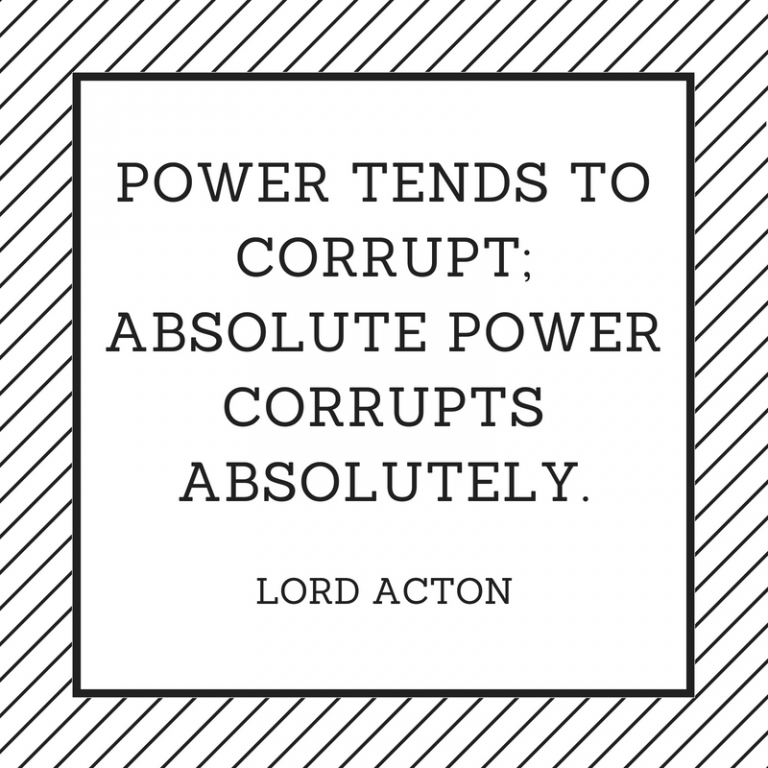 POWER TENDS TO
CORRUPT;
ABSOLUTE POWER
CORRUPTS
ABSOLUTELY.
LORD ACTON